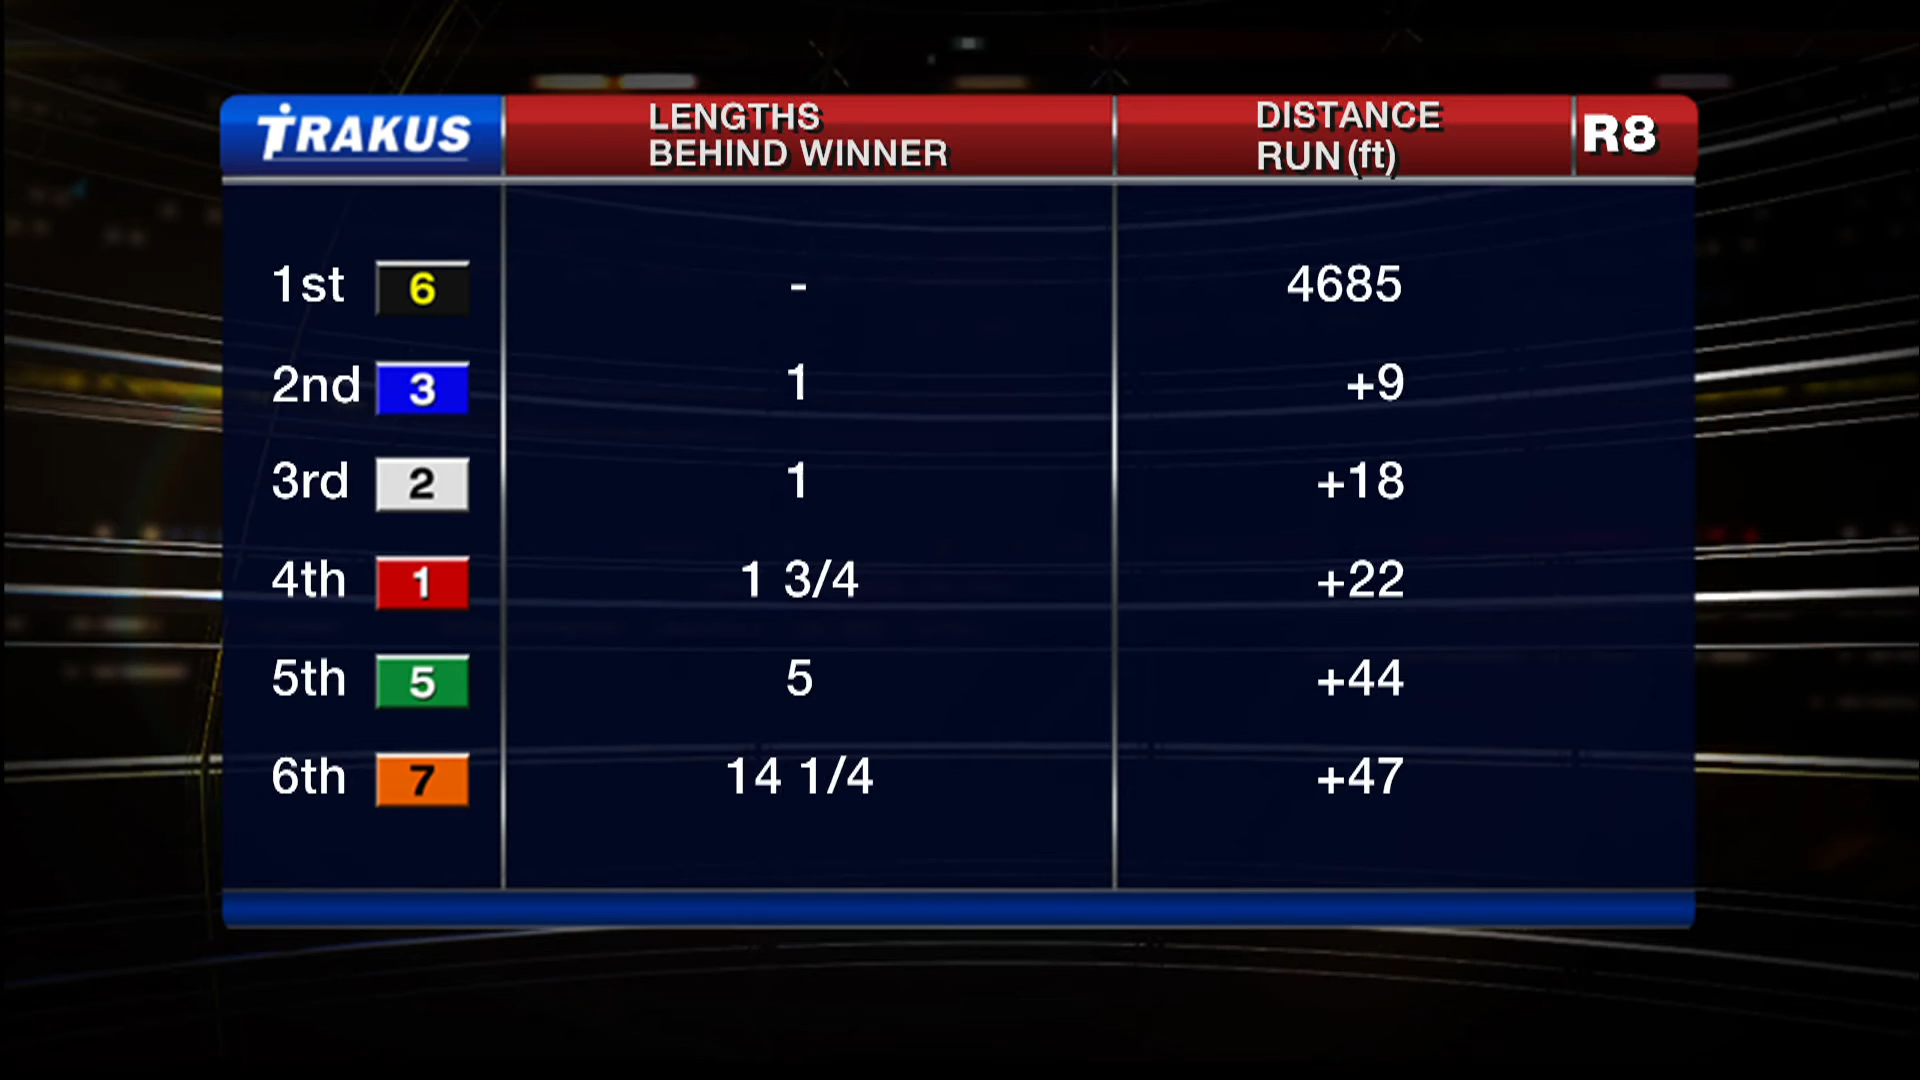 TRAKUS
LENGTHS
BEHIND WINNER
DISTANCE
RUN (ft)
R8
1st 6 - 4685
2nd 3 1 +9
3rd 2 1 +18
4th 1 1 3/4 +22
5th 5 5 +44
6th 7 14 1/4 +47